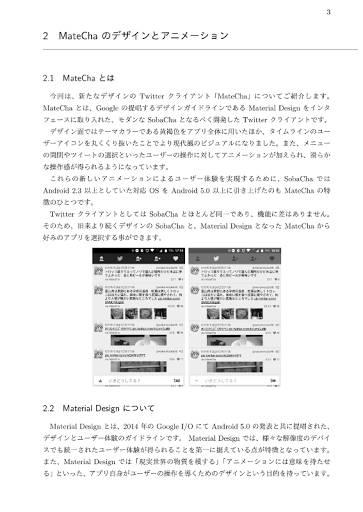 3
2 MateCha のデザインとアニメーション
2.1 MateCha とは
今回は、新たなデザインの Twitter クライアント「MateCha」についてご紹介します。
MateCha とは、Google の提唱するデザインガイドラインである Material Design をインタ
フェースに取り入れた、モダンな SobaCha となるべく開発した Twitter クライアントです。
デザイン面ではテーマカラーである黄褐色をアプリ全体に用いたほか、タイムラインのユー
ザーアイコンを丸くくり抜いたことでより現代風のビジュアルになりました。また、メニュー
の開閉やツイートの選択といったユーザーの操作に対してアニメーションが加えられ、滑らか
な操作感が得られるようになっています。
これらの新しいアニメーションによるユーザー体験を実現するために、SobaCha では
Android 2.3 以上としていた対応 OS を Android 5.0 以上に引き上げたのも MateCha の特
徴のひとつです。
Twitter クライアントとしては SobaCha とほとんど同一であり、機能に差はありません。
そのため、旧来より続くデザインの SobaCha と、Material Design となった MateCha から
好みのアプリを選択する事ができます。
いまどうしてる?
いまどうしてる?
2.2 Material Design について
Material Design とは、2014 年の Google I/O にて Android 5.0 の発表と共に提唱された、
デザインとユーザー体験のガイドラインです。 Material Design では、様々な解像度のデバイ
スでも統一されたユーザー体験が得られることを第一に据えている点が特徴となっています。
また、Material Design では「現実世界の物質を模する」「アニメーションには意味を持たせ
る」といった、アプリ自身がユーザーの操作を導くためのデザインという目的を持っています。